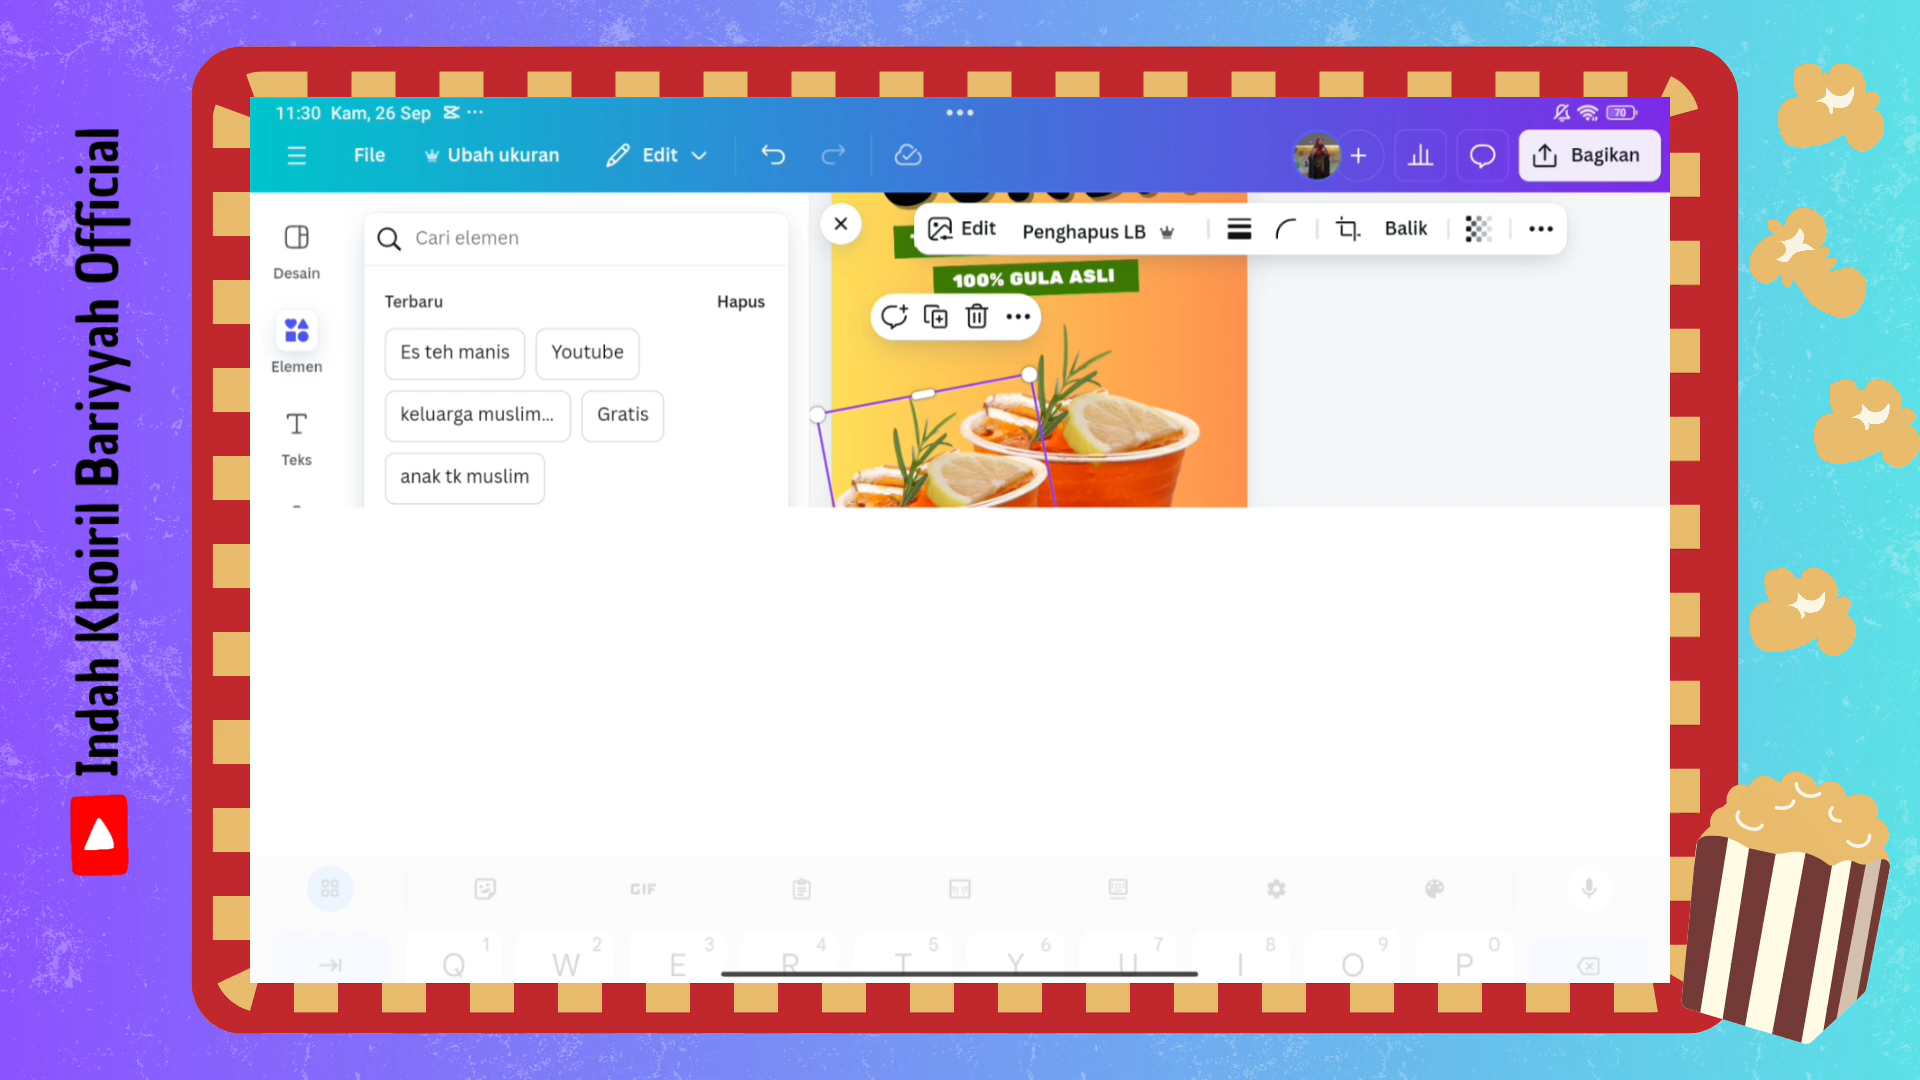 Indah Khoiril Bariyyah Official
11:30 Kam, 26 Sep
70
File
Ubah ukuran
Edit
Bagikan
Desain
Elemen
Teks
Cari elemen
Terbaru
Hapus
Es teh manis
Youtube
keluarga muslim...
Gratis
anak tk muslim
Edit
Penghapus LB
Balik
100% GULA ASLI
GIF
Q 1
W 2
E 3
R 4
T 5
Y 6
U 7
I 8
O 9
P 0